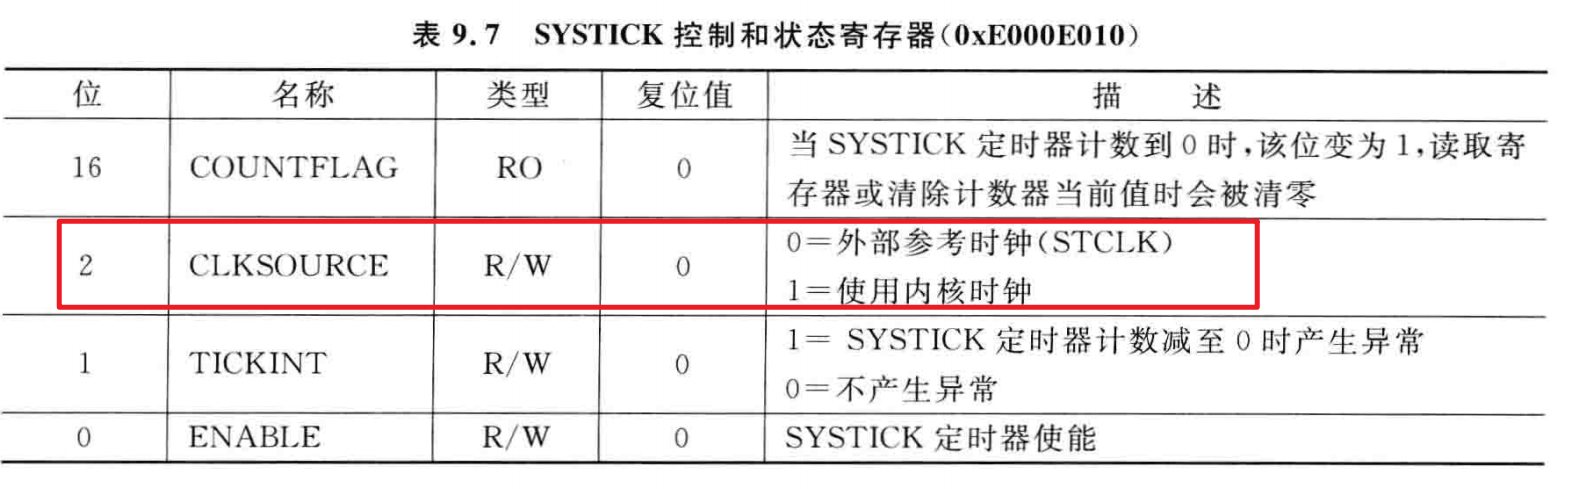 表 9.7 SYSTICK 控制和状态寄存器(0xE000E010)
位 名称 类型 复位值 描 述
16 COUNTFLAG RO 0 当 SYSTICK 定时器计数到 0 时,该位变为 1,读取寄
存器或清除计数器当前值时会被清零
2 CLKSOURCE R/W 0 0=外部参考时钟(STCLK)
1=使用内核时钟
1 TICKINT R/W 0 1= SYSTICK 定时器计数减至 0 时产生异常
0=不产生异常
0 ENABLE R/W 0 SYSTICK 定时器使能